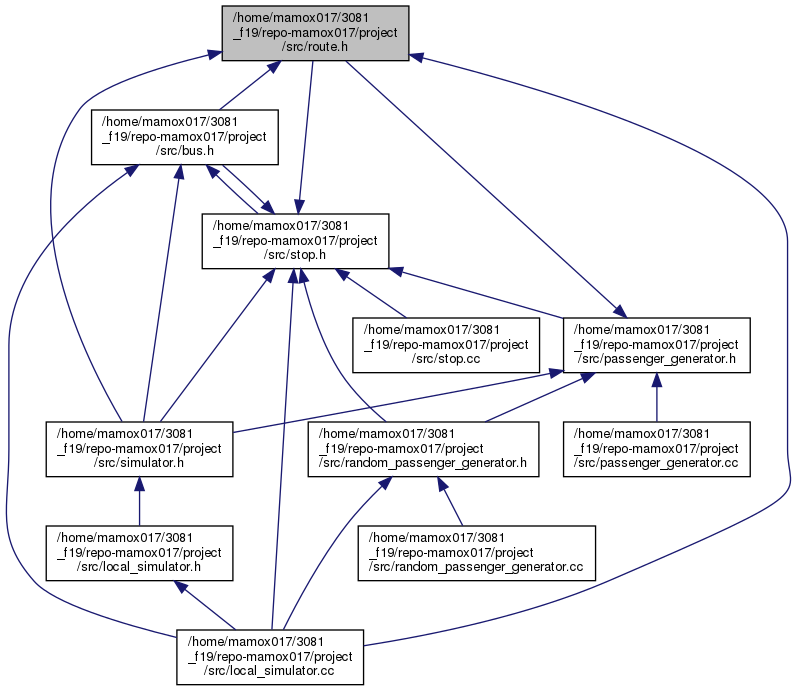 /home/mamox017/3081
_f19/repo-mamox017/project
/src/route.h
/home/mamox017/3081
_f19/repo-mamox017/project
/src/bus.h
/home/mamox017/3081
_f19/repo-mamox017/project
/src/stop.h
/home/mamox017/3081
_f19/repo-mamox017/project
/src/stop.cc
/home/mamox017/3081
_f19/repo-mamox017/project
/src/passenger_generator.h
/home/mamox017/3081
_f19/repo-mamox017/project
/src/simulator.h
/home/mamox017/3081
_f19/repo-mamox017/project
/src/random_passenger_generator.h
/home/mamox017/3081
_f19/repo-mamox017/project
/src/passenger_generator.cc
/home/mamox017/3081
_f19/repo-mamox017/project
/src/local_simulator.h
/home/mamox017/3081
_f19/repo-mamox017/project
/src/random_passenger_generator.cc
/home/mamox017/3081
_f19/repo-mamox017/project
/src/local_simulator.cc